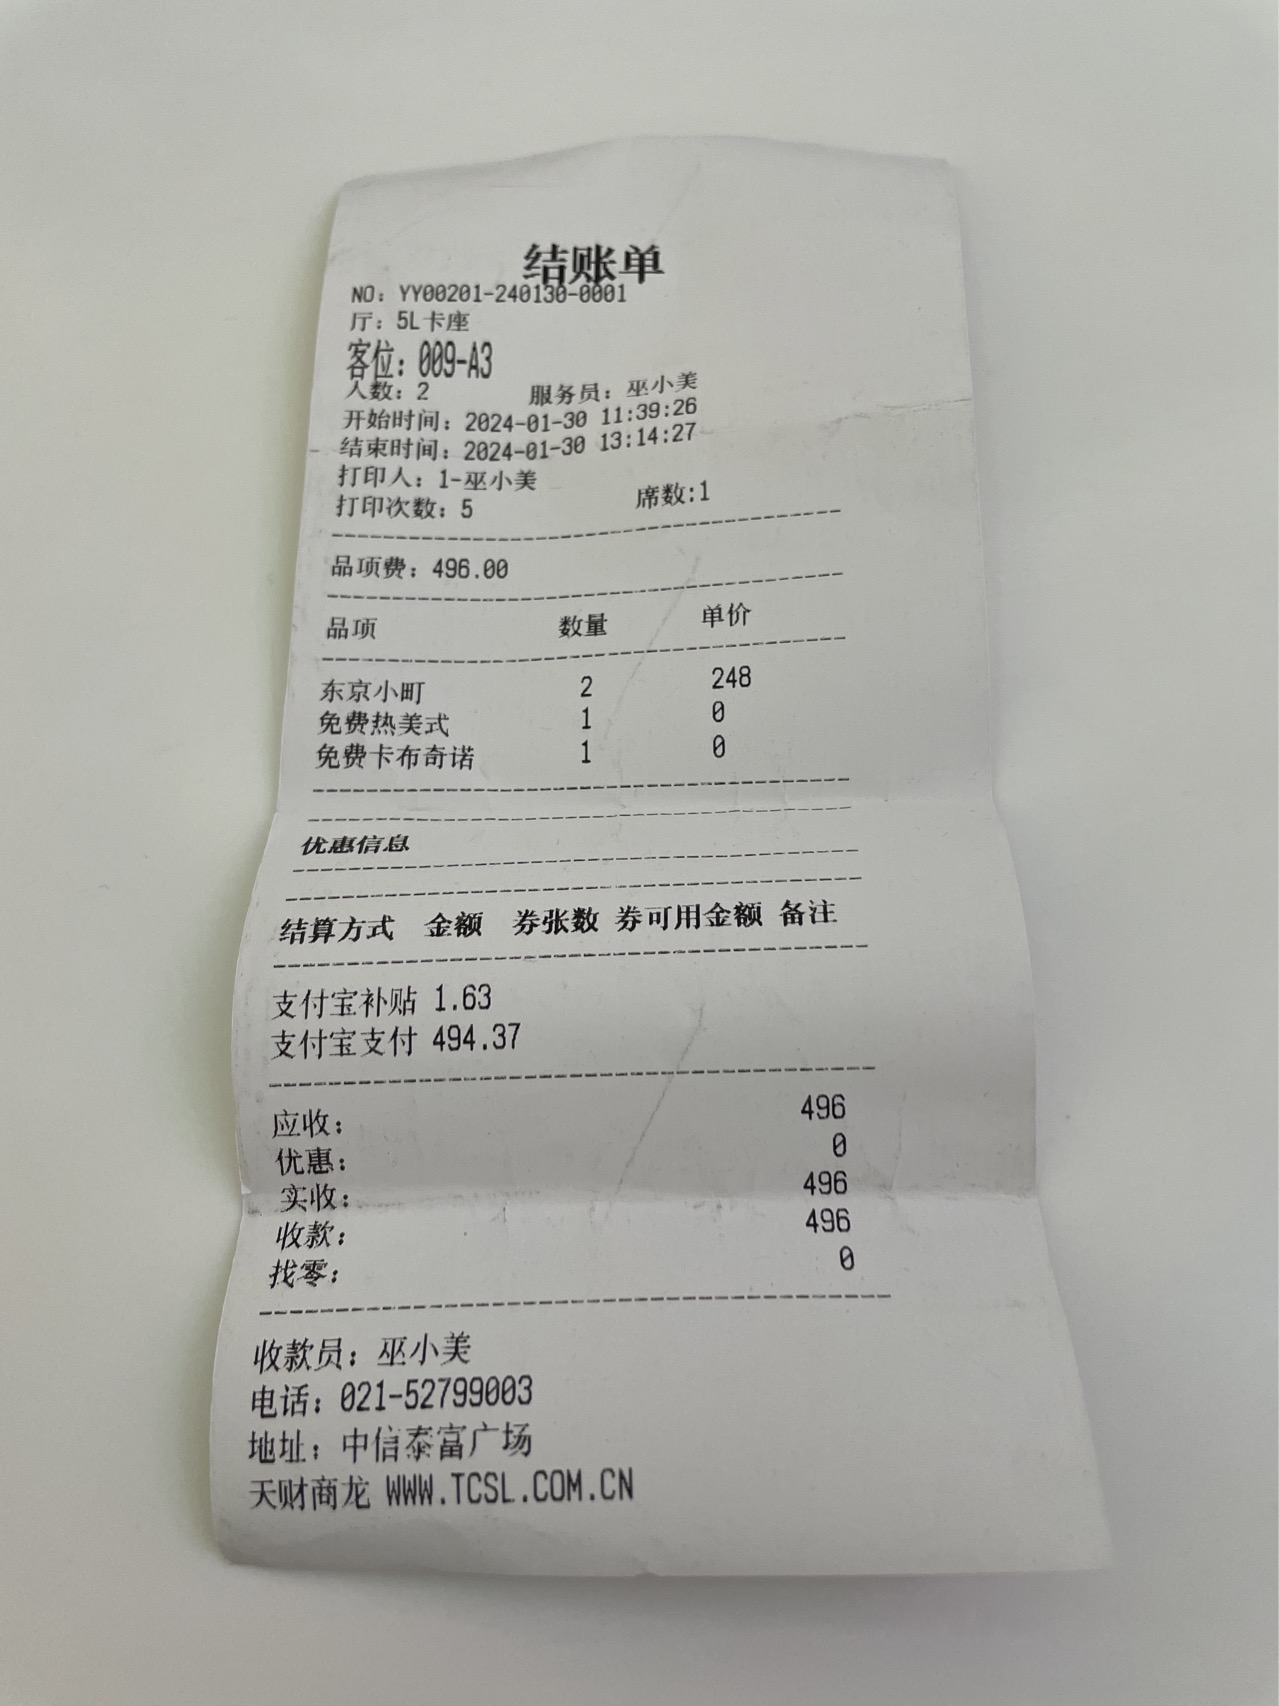 结账单
NO: YY00201-240130-0001
厅: 5L卡座
客位: 009-A3
人数: 2 服务员: 巫小美
开始时间: 2024-01-30 11:39:26
结束时间: 2024-01-30 13:14:27
打印人: 1-巫小美
打印次数: 5 席数:1
品项费: 496.00
品项 数量 单价
东京小町 2 248
免费热美式 1 0
免费卡布奇诺 1 0
优惠信息
结算方式 金额 券张数 券可用金额 备注
支付宝补贴 1.63
支付宝支付 494.37
应收: 496
优惠: 0
实收: 496
收款: 496
找零: 0
收款员: 巫小美
电话: 021-52799003
地址: 中信泰富广场
天财商龙 WWW.TCSL.COM.CN